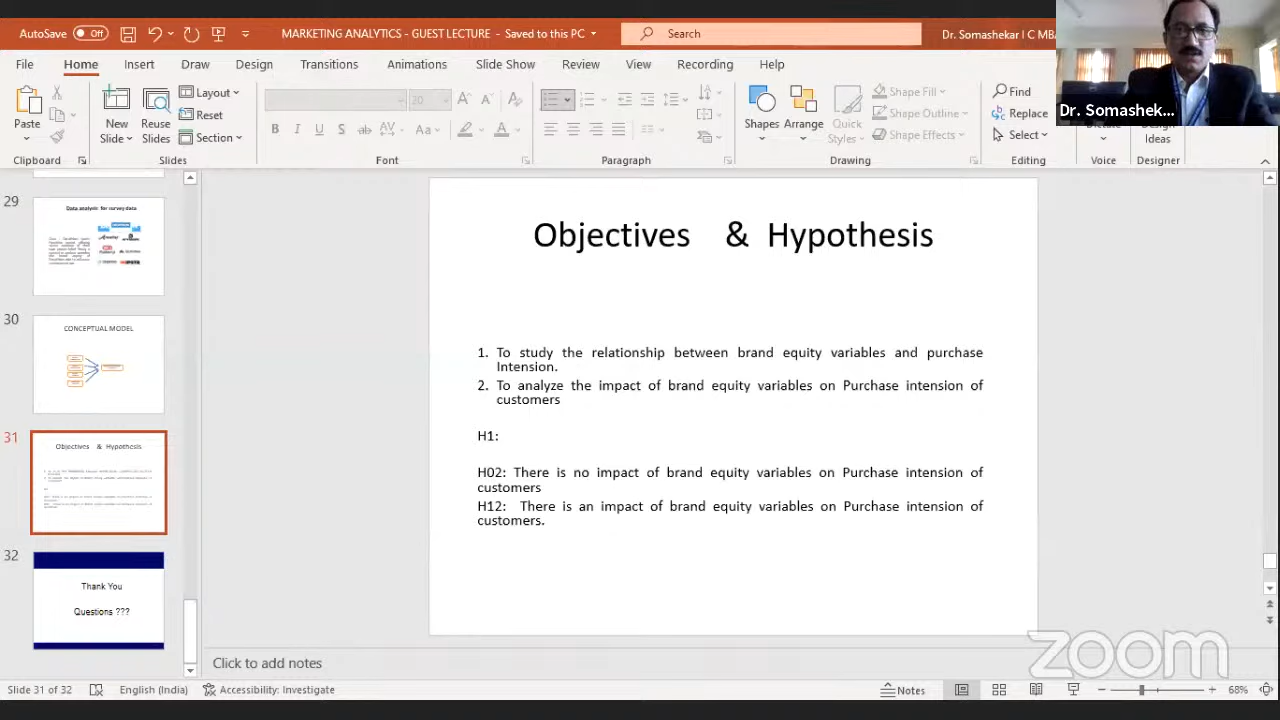 AutoSave Off MARKETING ANALYTICS - GUEST LECTURE - Saved to this PC Search Dr. Somashekar I C MBA
File Home Insert Draw Design Transitions Animations Slide Show Review View Recording Help
Paste
New
Slide
Reuse
Slides
Layout
Reset
Section
20
Shapes
Arrange
Quick
Styles
Shape Fill
Shape Outline
Shape Effects
Find
Replace
Select
Dr. Somashek...
Design
Ideas
Clipboard Slides Font Paragraph Drawing Editing Voice Designer
29
Data analysis for survey data
30
CONCEPTUAL MODEL
31
Objectives & Hypothesis
32
Thank You
Questions ???
Objectives & Hypothesis
1. To study the relationship between brand equity variables and purchase
Intension.
2. To analyze the impact of brand equity variables on Purchase intension of
customers
H1:
H02: There is no impact of brand equity variables on Purchase intension of
customers
H12: There is an impact of brand equity variables on Purchase intension of
customers.
zoom
Click to add notes
Slide 31 of 32 English (India) Accessibility: Investigate Notes 68%